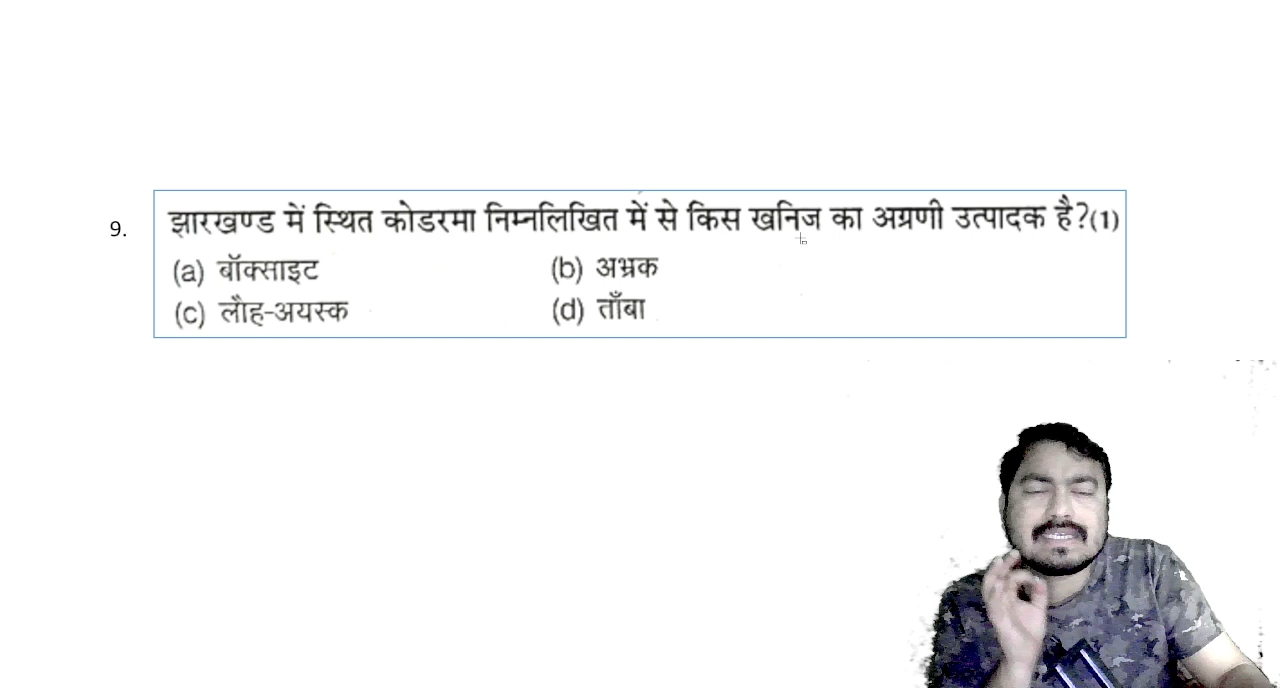 9. झारखण्ड में स्थित कोडरमा निम्नलिखित में से किस खनिज का अग्रणी उत्पादक है?(1)
(a) बॉक्साइट (b) अभ्रक
(c) लौह-अयस्क (d) ताँबा